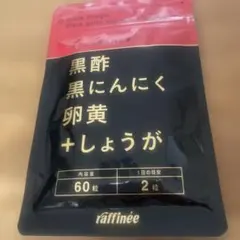 黒酢
黒にんにく
卵黄
+しょうが
内容量
60粒
1日目安量
2粒
raffinée